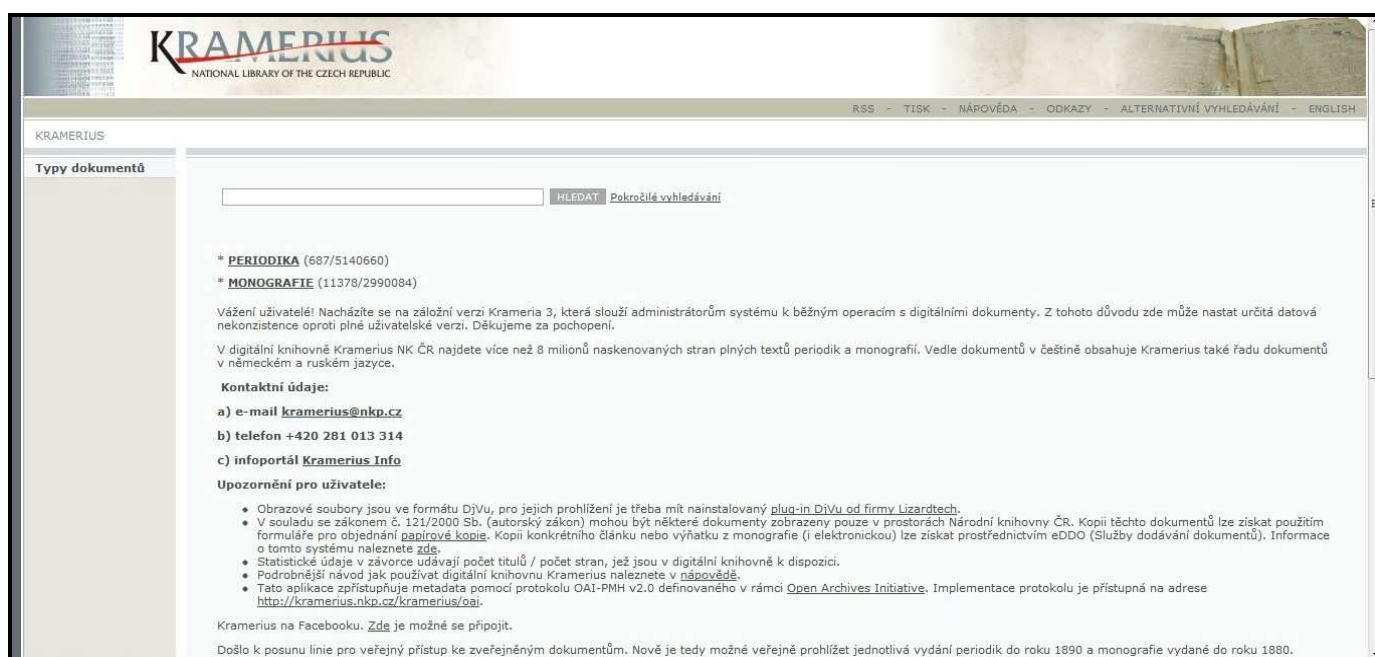 KRAMERIUS
NATIONAL LIBRARY OF THE CZECH REPUBLIC
RSS - TISK - NÁPOVĚDA - ODKAZY - ALTERNATIVNÍ VYHLEDÁVÁNÍ - ENGLISH
KRAMERIUS
Typy dokumentů
HLEDAT Pokročilé vyhledávání
* PERIODIKA (687/5140660)
* MONOGRAFIE (11378/2990084)
Vážení uživatelé! Nacházíte se na záložní verzi Krameria 3, která slouží administrátorům systému k běžným operacím s digitálními dokumenty. Z tohoto důvodu zde může nastat určitá datová
nekonzistence oproti plné uživatelské verzi. Děkujeme za pochopení.
V digitální knihovně Kramerius NK ČR najdete více než 8 milionů naskenovaných stran plných textů periodik a monografií. Vedle dokumentů v češtině obsahuje Kramerius také řadu dokumentů
v německém a ruském jazyce.
Kontaktní údaje:
a) e-mail kramerius@nkp.cz
b) telefon +420 281 013 314
c) infoportál Kramerius Info
Upozornění pro uživatele:
• Obrazové soubory jsou ve formátu DjVu, pro jejich prohlížení je třeba mít nainstalovaný plug-in DjVu od firmy Lizardtech.
• V souladu se zákonem č. 121/2000 Sb. (autorský zákon) mohou být některé dokumenty zobrazeny pouze v prostorách Národní knihovny ČR. Kopii těchto dokumentů lze získat použitím
formuláře pro objednání papírové kopie. Kopii konkrétního článku nebo výňatku z monografie (i elektronickou) lze získat prostřednictvím eDDO (Služby dodávání dokumentů). Informace
o tomto systému naleznete zde.
• Statistické údaje v závorce udávají počet titulů / počet stran, jež jsou v digitální knihovně k dispozici.
• Podrobnější návod jak používat digitální knihovnu Kramerius naleznete v nápovědě.
• Tato aplikace zpřístupňuje metadata pomocí protokolu OAI-PMH v2.0 definovaného v rámci Open Archives Initiative. Implementace protokolu je přístupná na adrese
http://kramerius.nkp.cz/kramerius/oai.
Kramerius na Facebooku. Zde je možné se připojit.
Došlo k posunu linie pro veřejný přístup ke zveřejněným dokumentům. Nově je tedy možné veřejně prohlížet jednotlivá vydání periodik do roku 1890 a monografie vydané do roku 1880.